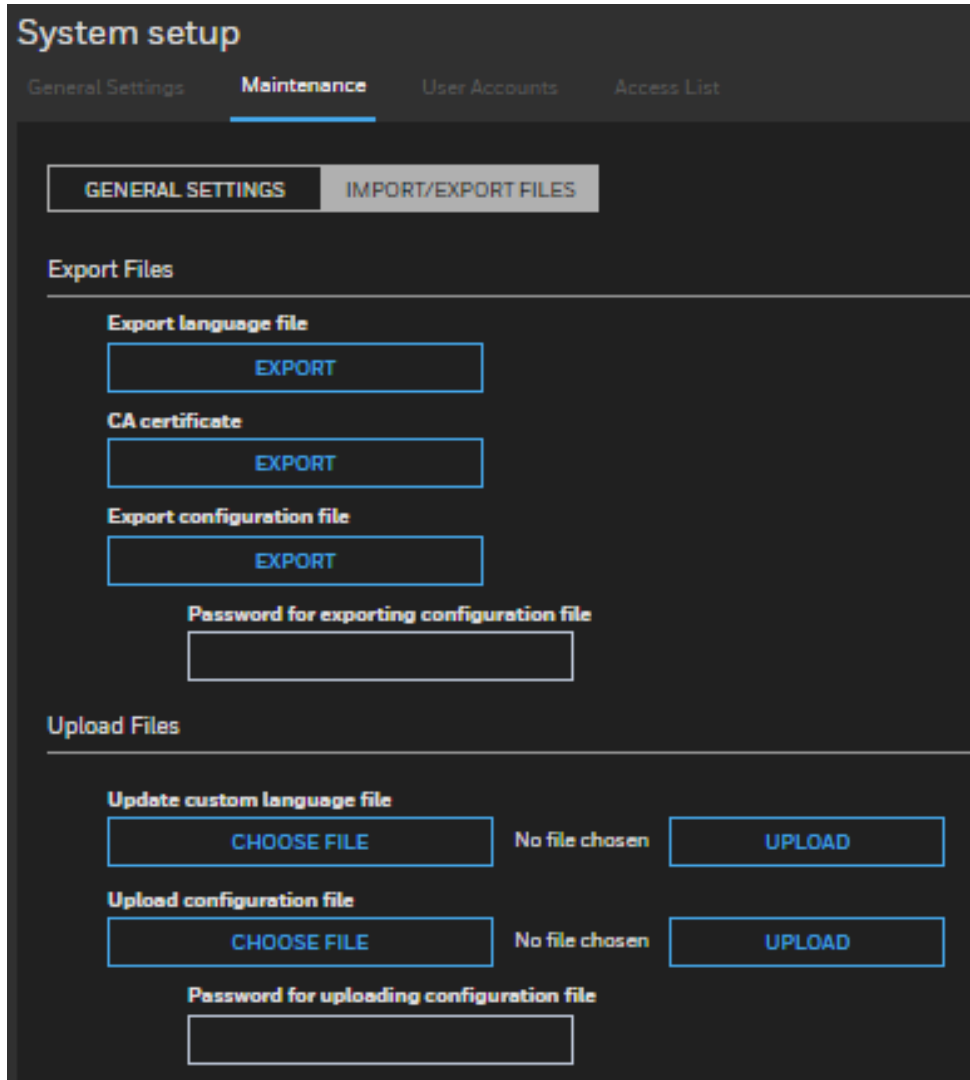 System setup
General Settings Maintenance User Accounts Access List
GENERAL SETTINGS IMPORT/EXPORT FILES
Export Files
Export language file
EXPORT
CA certificate
EXPORT
Export configuration file
EXPORT
Password for exporting configuration file
Upload Files
Update custom language file
CHOOSE FILE No file chosen UPLOAD
Upload configuration file
CHOOSE FILE No file chosen UPLOAD
Password for uploading configuration file